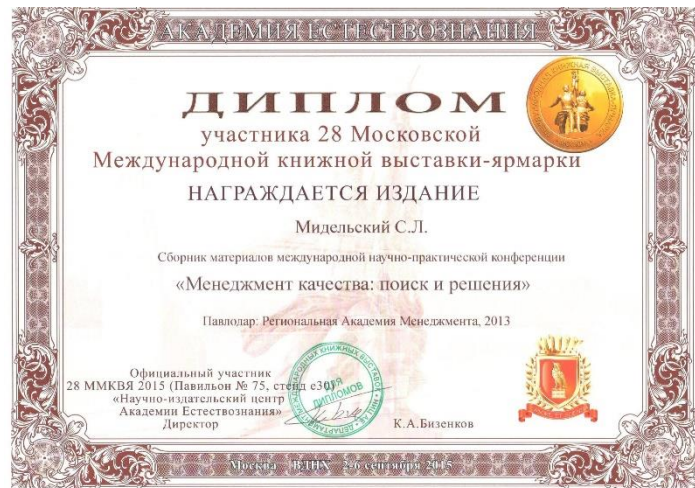 АКАДЕМИЯ ЕСТЕСТВОЗНАНИЯ
ДИПЛОМ
участника 28 Московской
Международной книжной выставки-ярмарки
НАГРАЖДАЕТСЯ ИЗДАНИЕ
Мидельский С.Л.
Сборник материалов международной научно-практической конференции
«Менеджмент качества: поиск и решения»
Павлодар: Региональная Академия Менеджмента, 2013
Официальный участник
28 ММКВЯ 2015 (Павильон № 75, стенд е30)
«Научно-издательский центр
Академии Естествознания»
Директор
К.А.Бизенков
ДЛЯ
ДИПЛОМОВ
Москва ВДНХ 2-6 сентября 2015